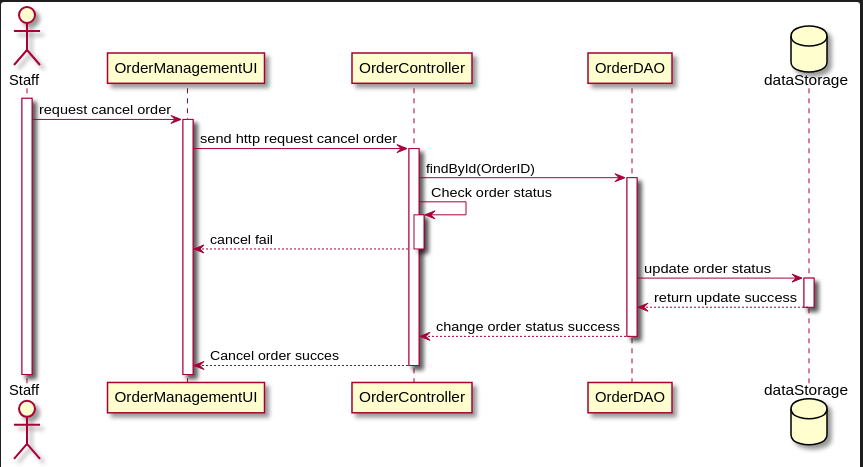 Staff
OrderManagementUI
OrderController
OrderDAO
dataStorage
request cancel order
send http request cancel order
findById(OrderID)
Check order status
cancel fail
update order status
return update success
change order status success
Cancel order succes
Staff
OrderManagementUI
OrderController
OrderDAO
dataStorage